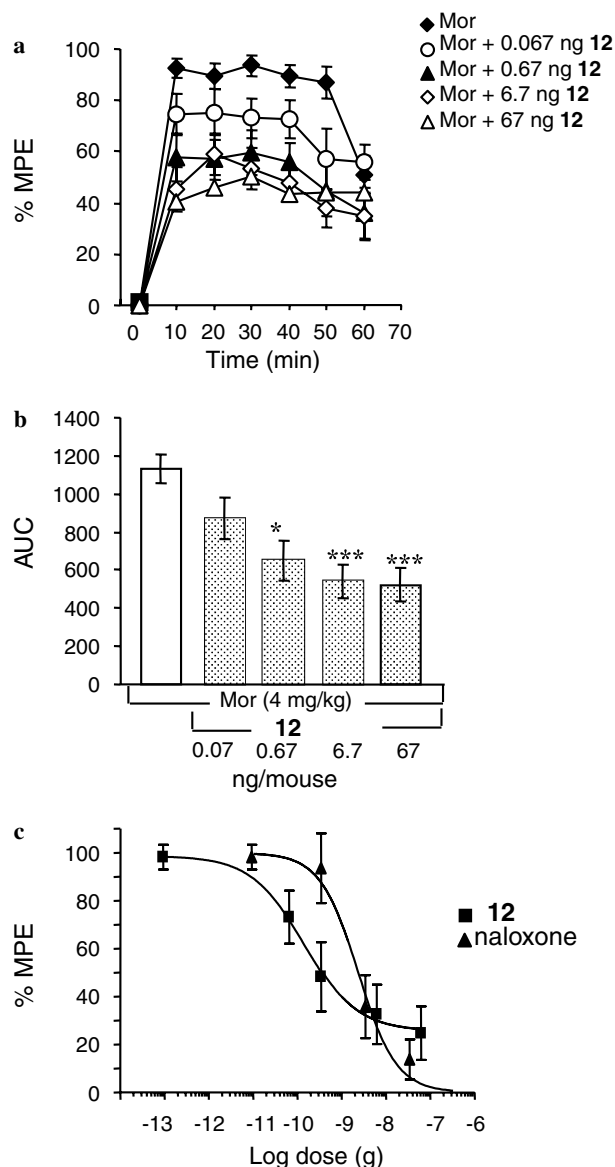 a
Mor
Mor + 0.067 ng 12
Mor + 0.67 ng 12
Mor + 6.7 ng 12
Mor + 67 ng 12
% MPE
100
80
60
40
20
0
0 10 20 30 40 50 60 70
Time (min)
b
AUC
1400
1200
1000
800
600
400
200
0
* *** ***
Mor (4 mg/kg)
12
0.07 0.67 6.7 67
ng/mouse
c
% MPE
100
80
60
40
20
0
12
naloxone
-13 -12 -11 -10 -9 -8 -7 -6
Log dose (g)